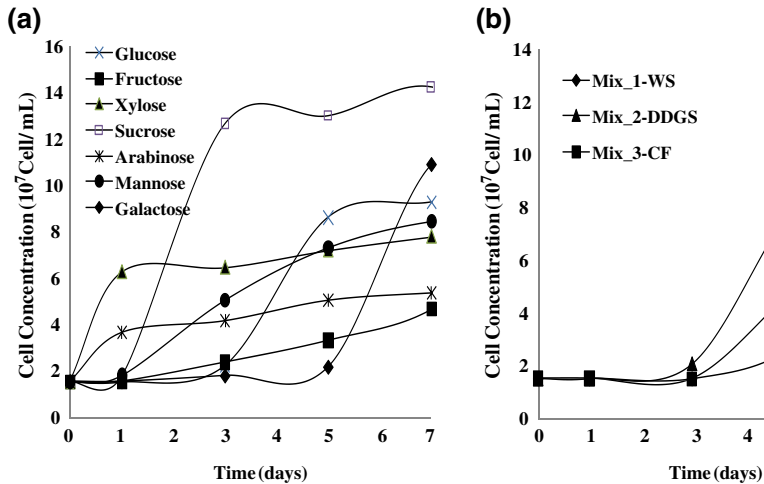 (a)
Cell Concentration (10⁷Cell/mL)
16
14
12
10
8
6
4
2
0
Glucose
Fructose
Xylose
Sucrose
Arabinose
Mannose
Galactose
0 1 2 3 4 5 6 7
Time (days)
(b)
Cell Concentration (10⁷Cell/mL)
14
12
10
8
6
4
2
0
Mix_1-WS
Mix_2-DDGS
Mix_3-CF
0 1 2 3 4
Time (days)